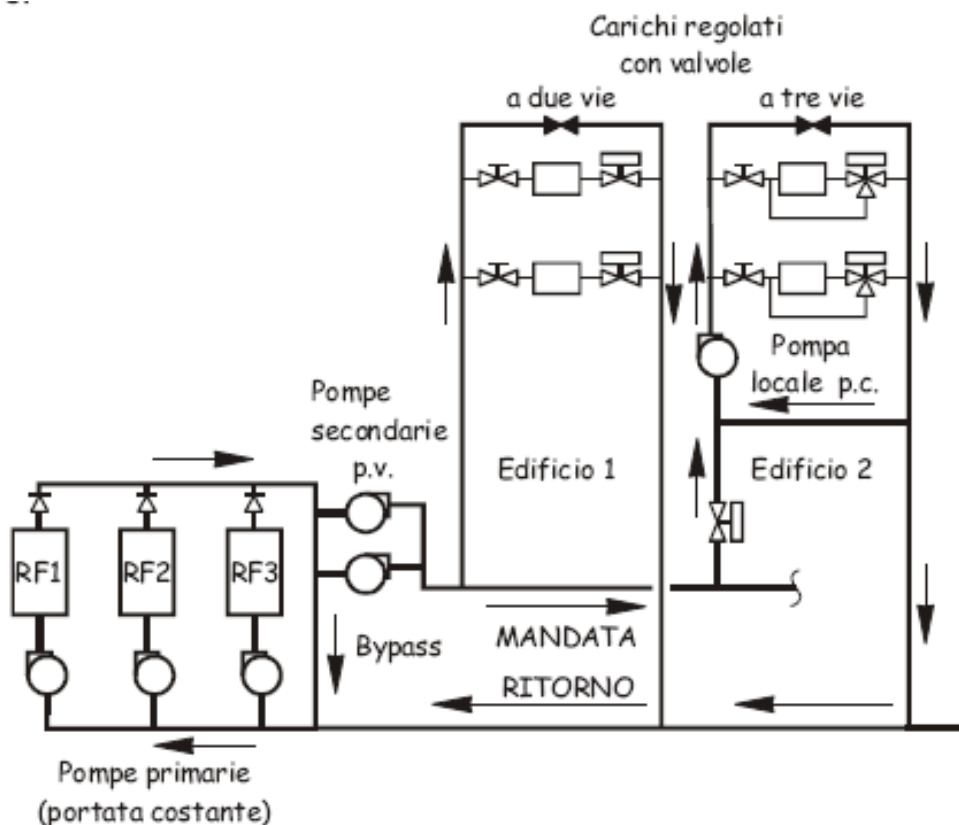 Carichi regolati
con valvole
a due vie
a tre vie
Pompa
locale p.c.
Pompe
secondarie
p.v.
Edificio 1
Edificio 2
RF1
RF2
RF3
Bypass
MANDATA
RITORNO
Pompe primarie
(portata costante)